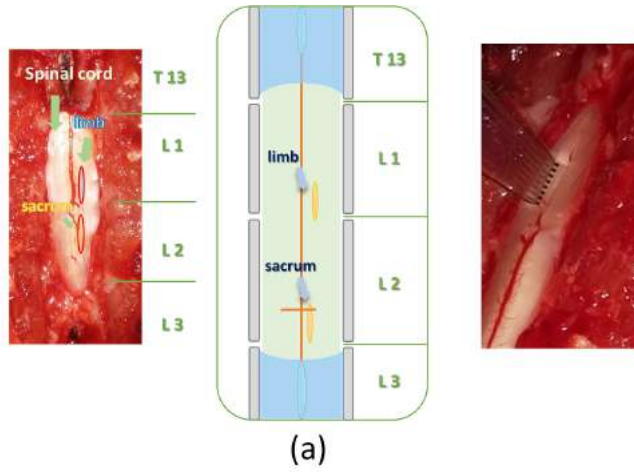 Spinal cord
limb
sacrum
T 13
L 1
L 2
L 3
limb
sacrum
T 13
L 1
L 2
L 3
(a)